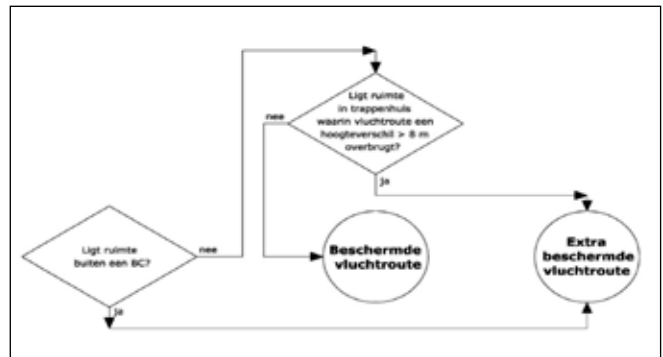 Ligt ruimte
in trappenhuis
waarin vluchtroute een
hoogteverschil > 8 m
overbrugt?
nee
ja
Ligt ruimte
buiten een BC?
nee
ja
Beschermde
vluchtroute
Extra
beschermde
vluchtroute